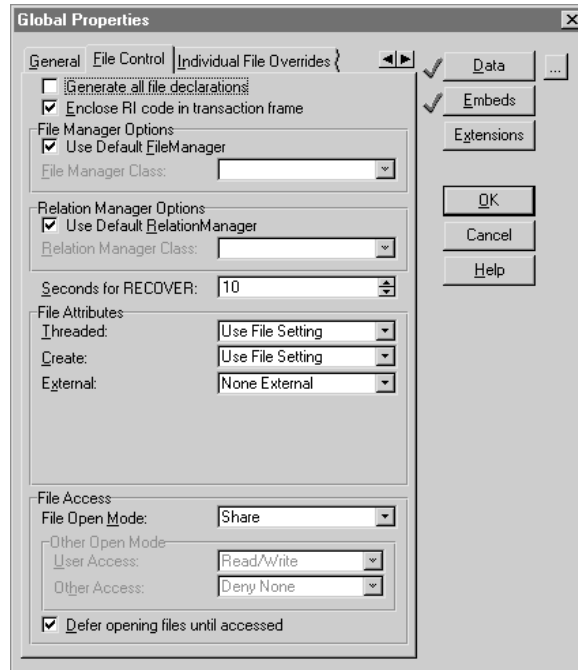 Global Properties
General File Control Individual File Overrides
Generate all file declarations
Enclose RI code in transaction frame
File Manager Options
Use Default FileManager
File Manager Class:
Relation Manager Options
Use Default RelationManager
Relation Manager Class:
Seconds for RECOVER: 10
File Attributes
Threaded: Use File Setting
Create: Use File Setting
External: None External
File Access
File Open Mode: Share
Other Open Mode
User Access: Read/Write
Other Access: Deny None
Defer opening files until accessed
Data ...
Embeds
Extensions
OK
Cancel
Help